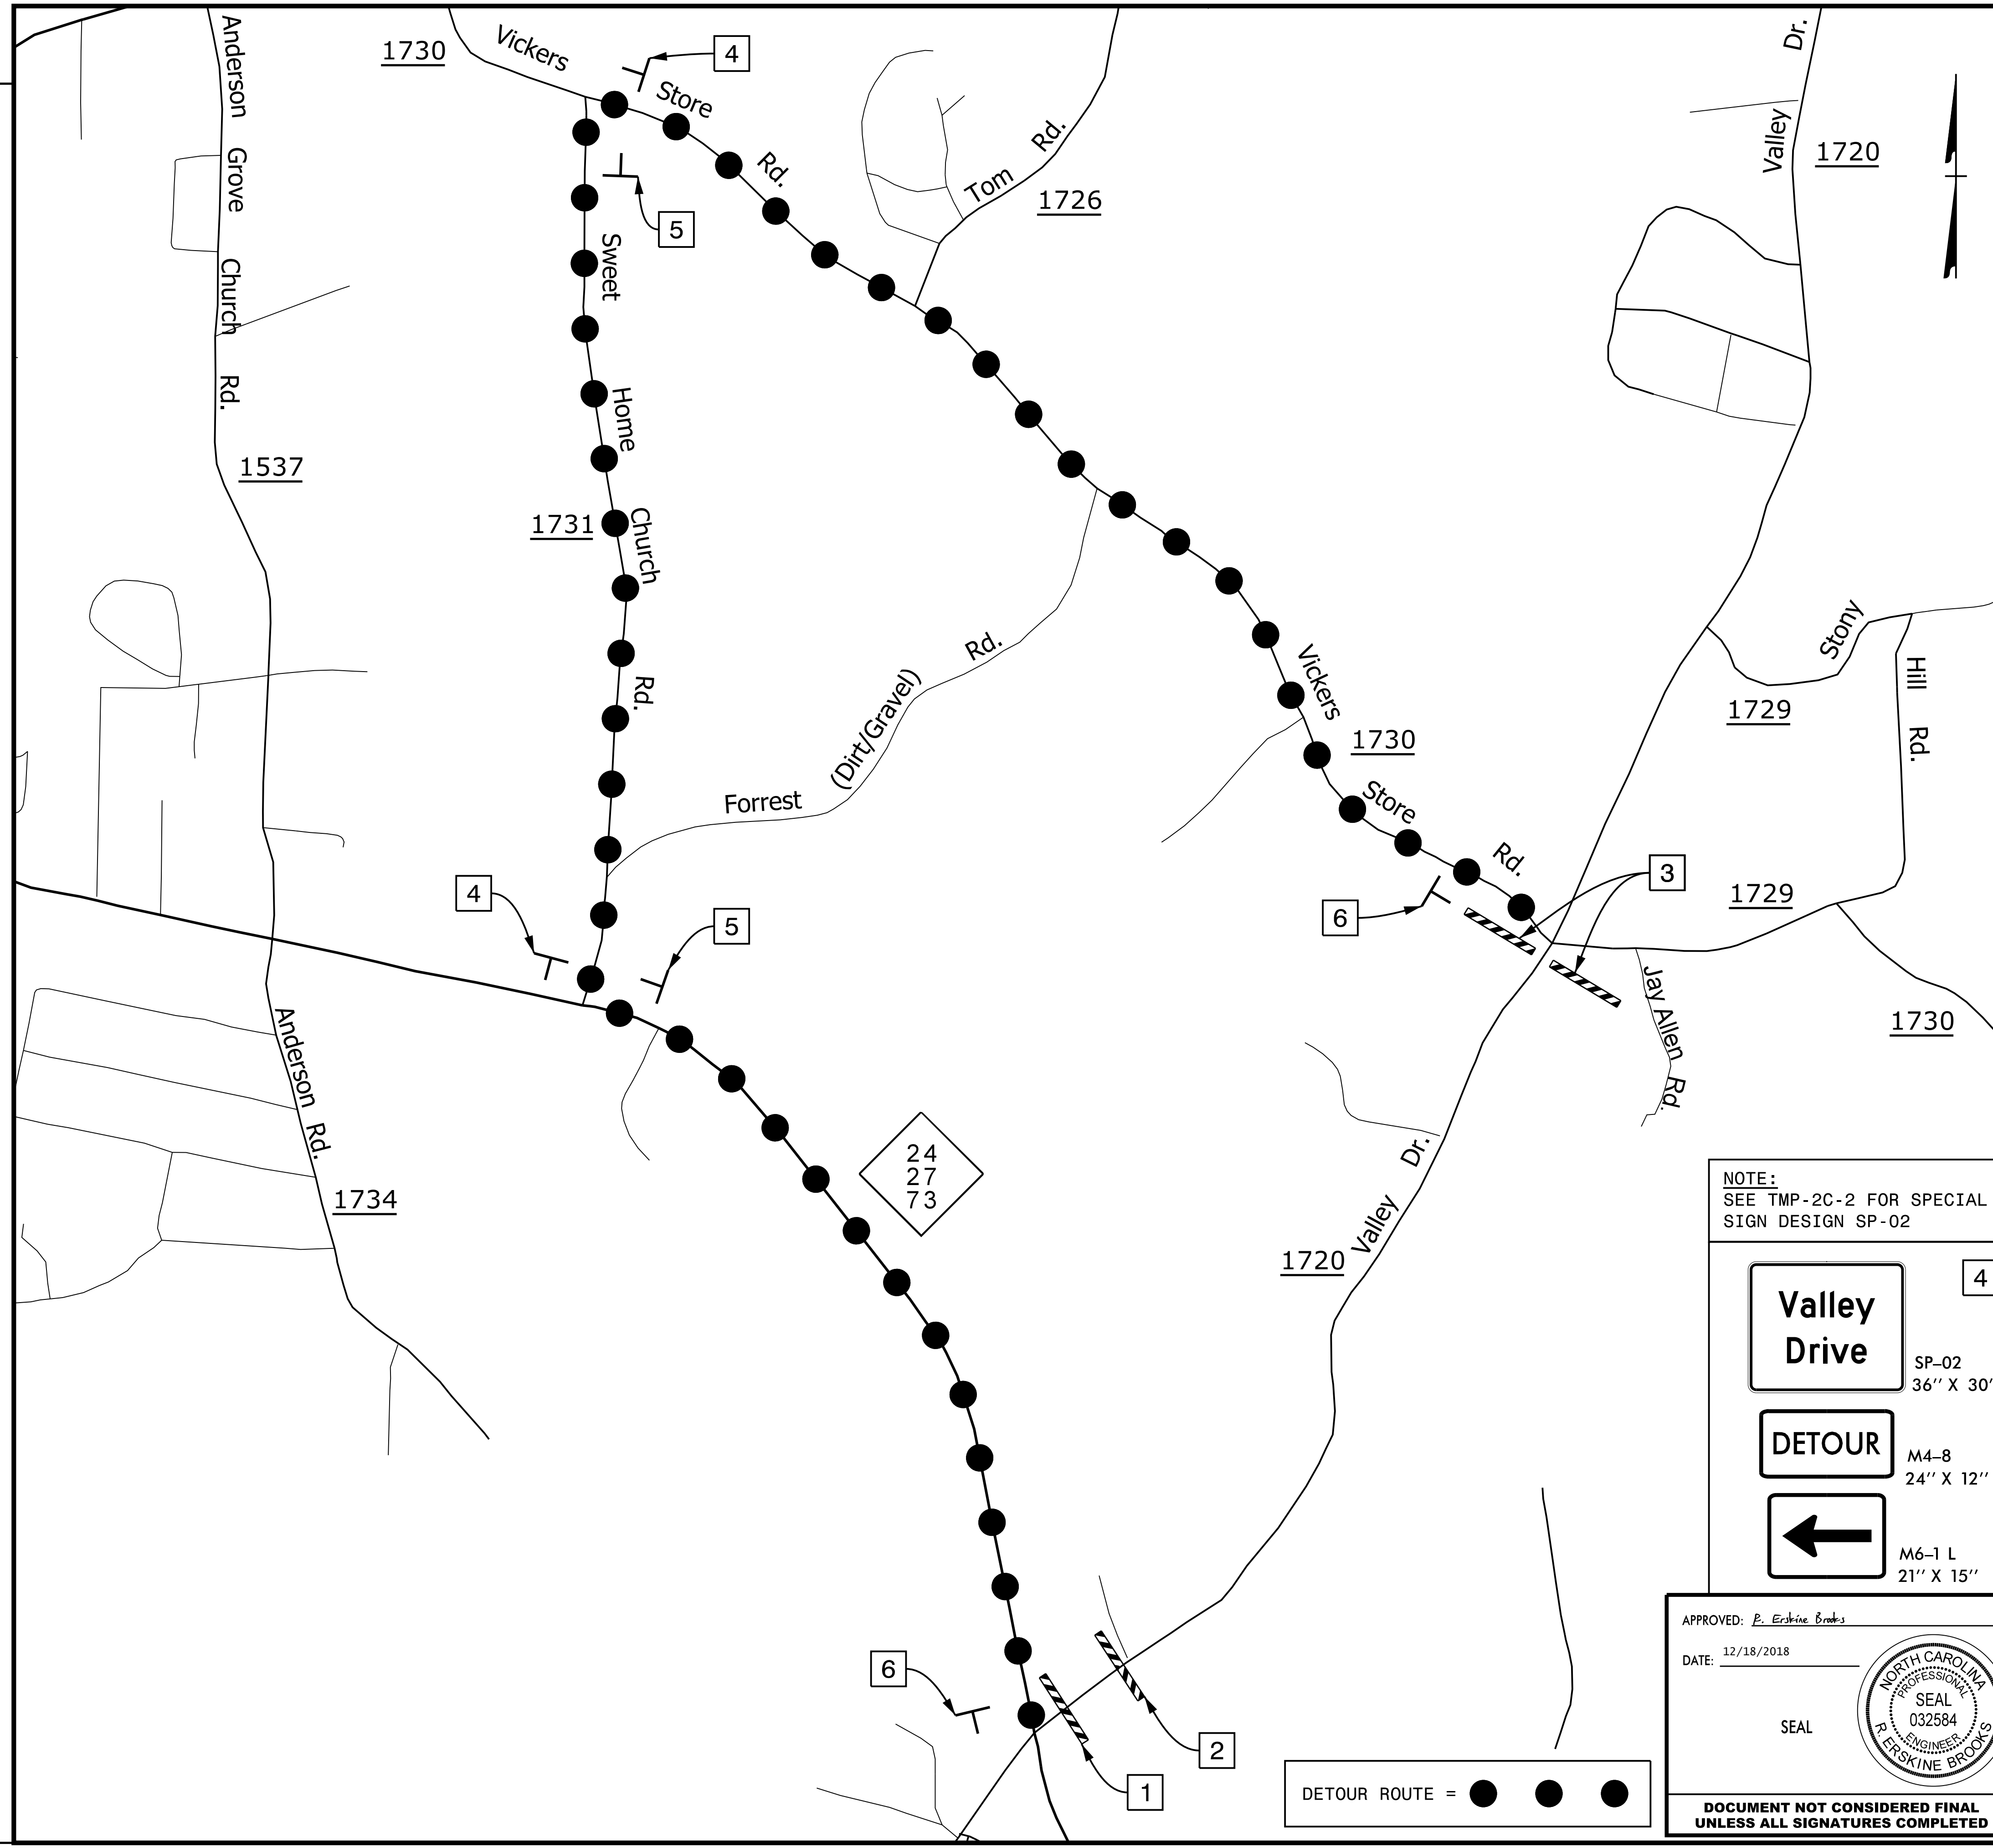 Anderson Grove Church Rd.
1730
Vickers Store Rd.
4
5
Tom Rd.
1726
Valley Dr.
1720
1537
Sweet Home Church Rd.
1731
Forrest (Dirt/Gravel) Rd.
Vickers Store Rd.
1730
Stony Hill Rd.
1729
1729
3
6
4
5
Jay Allen Rd.
1730
Anderson Rd.
1734
24
27
73
Valley Dr.
1720
6
2
1
NOTE:
SEE TMP-2C-2 FOR SPECIAL
SIGN DESIGN SP-02
4
Valley
Drive
SP-02
36'' X 30'
DETOUR
M4-8
24'' X 12''
M6-1 L
21'' X 15''
APPROVED: R. Erskine Brooks
DATE: 12/18/2018
SEAL
NORTH CAROLINA
PROFESSIONAL
SEAL
032584
ENGINEER
R. ERSKINE BROOKS
DETOUR ROUTE =
DOCUMENT NOT CONSIDERED FINAL
UNLESS ALL SIGNATURES COMPLETED